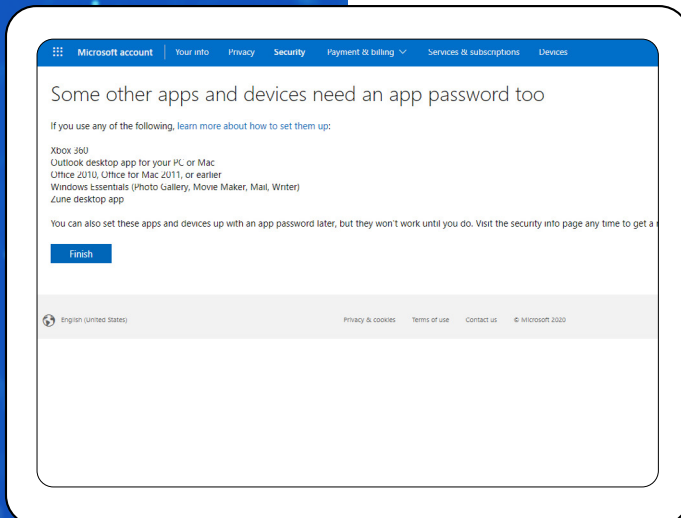 Microsoft account Your info Privacy Security Payment & billing Services & subscriptions Devices
Some other apps and devices need an app password too
If you use any of the following, learn more about how to set them up:
Xbox 360
Outlook desktop app for your PC or Mac
Office 2010, Office for Mac 2011, or earlier
Windows Essentials (Photo Gallery, Movie Maker, Mail, Writer)
Zune desktop app
You can also set these apps and devices up with an app password later, but they won't work until you do. Visit the security info page any time to get a
Finish
English (United States) Privacy & cookies Terms of use Contact us © Microsoft 2020